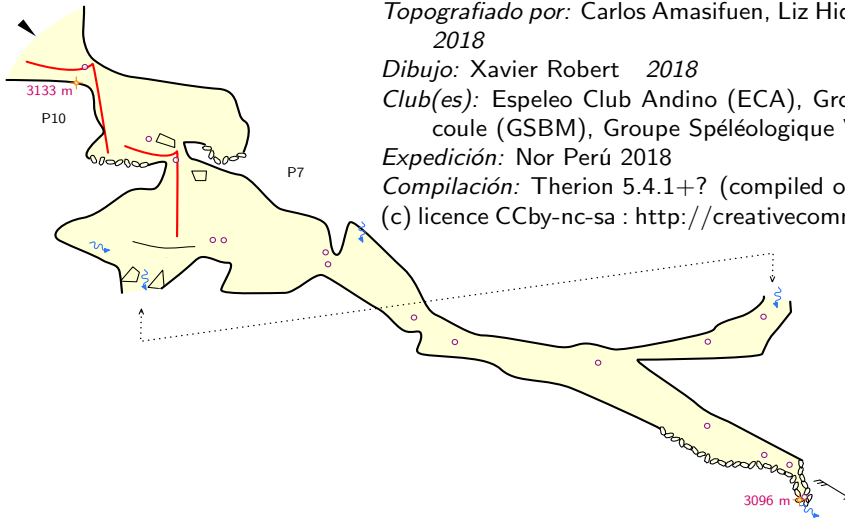 Topografiado por: Carlos Amasifuen, Liz
2018
Dibujo: Xavier Robert 2018
Club(es): Espeleo Club Andino (ECA),
coule (GSBM), Groupe Spéléologique
Expedición: Nor Perú 2018
Compilación: Therion 5.4.1+? (compiled
(c) licence CCby-nc-sa : http://creativecomm
3133 m
P10
P7
3096 m